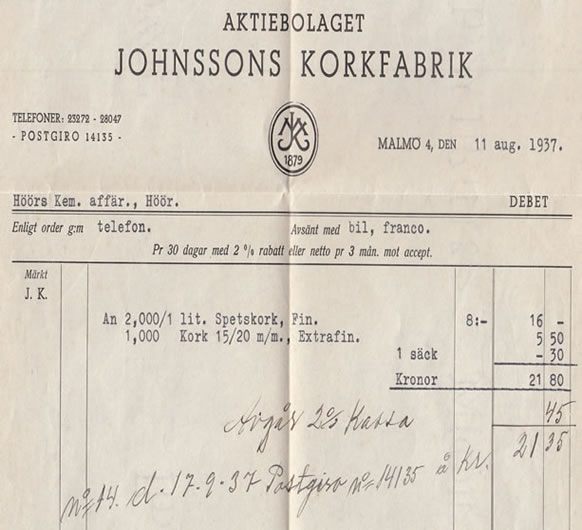 AKTIEBOLAGET
JOHNSSONS KORKFABRIK
TELEFONER: 23272 - 28047
- POSTGIRO 14135 -
JK
1879
MALMÖ 4, DEN 11 aug. 1937.
Höörs Kem. affär., Höör. DEBET
Enligt order g:m telefon. Avsänt med bil, franco.
Pr 30 dagar med 2 % rabatt eller netto pr 3 mån. mot accept.
Märkt
J. K.
An 2,000/1 lit. Spetskork, Fin. 8:- 16 -
1,000 Kork 15/20 m/m., Extrafin. 5 50
1 säck - 30
Kronor 21 80
Avgår 2% Kassa 45
21 35
no 14. d. 17.9-37 Postgiro no 14135 å Kr.